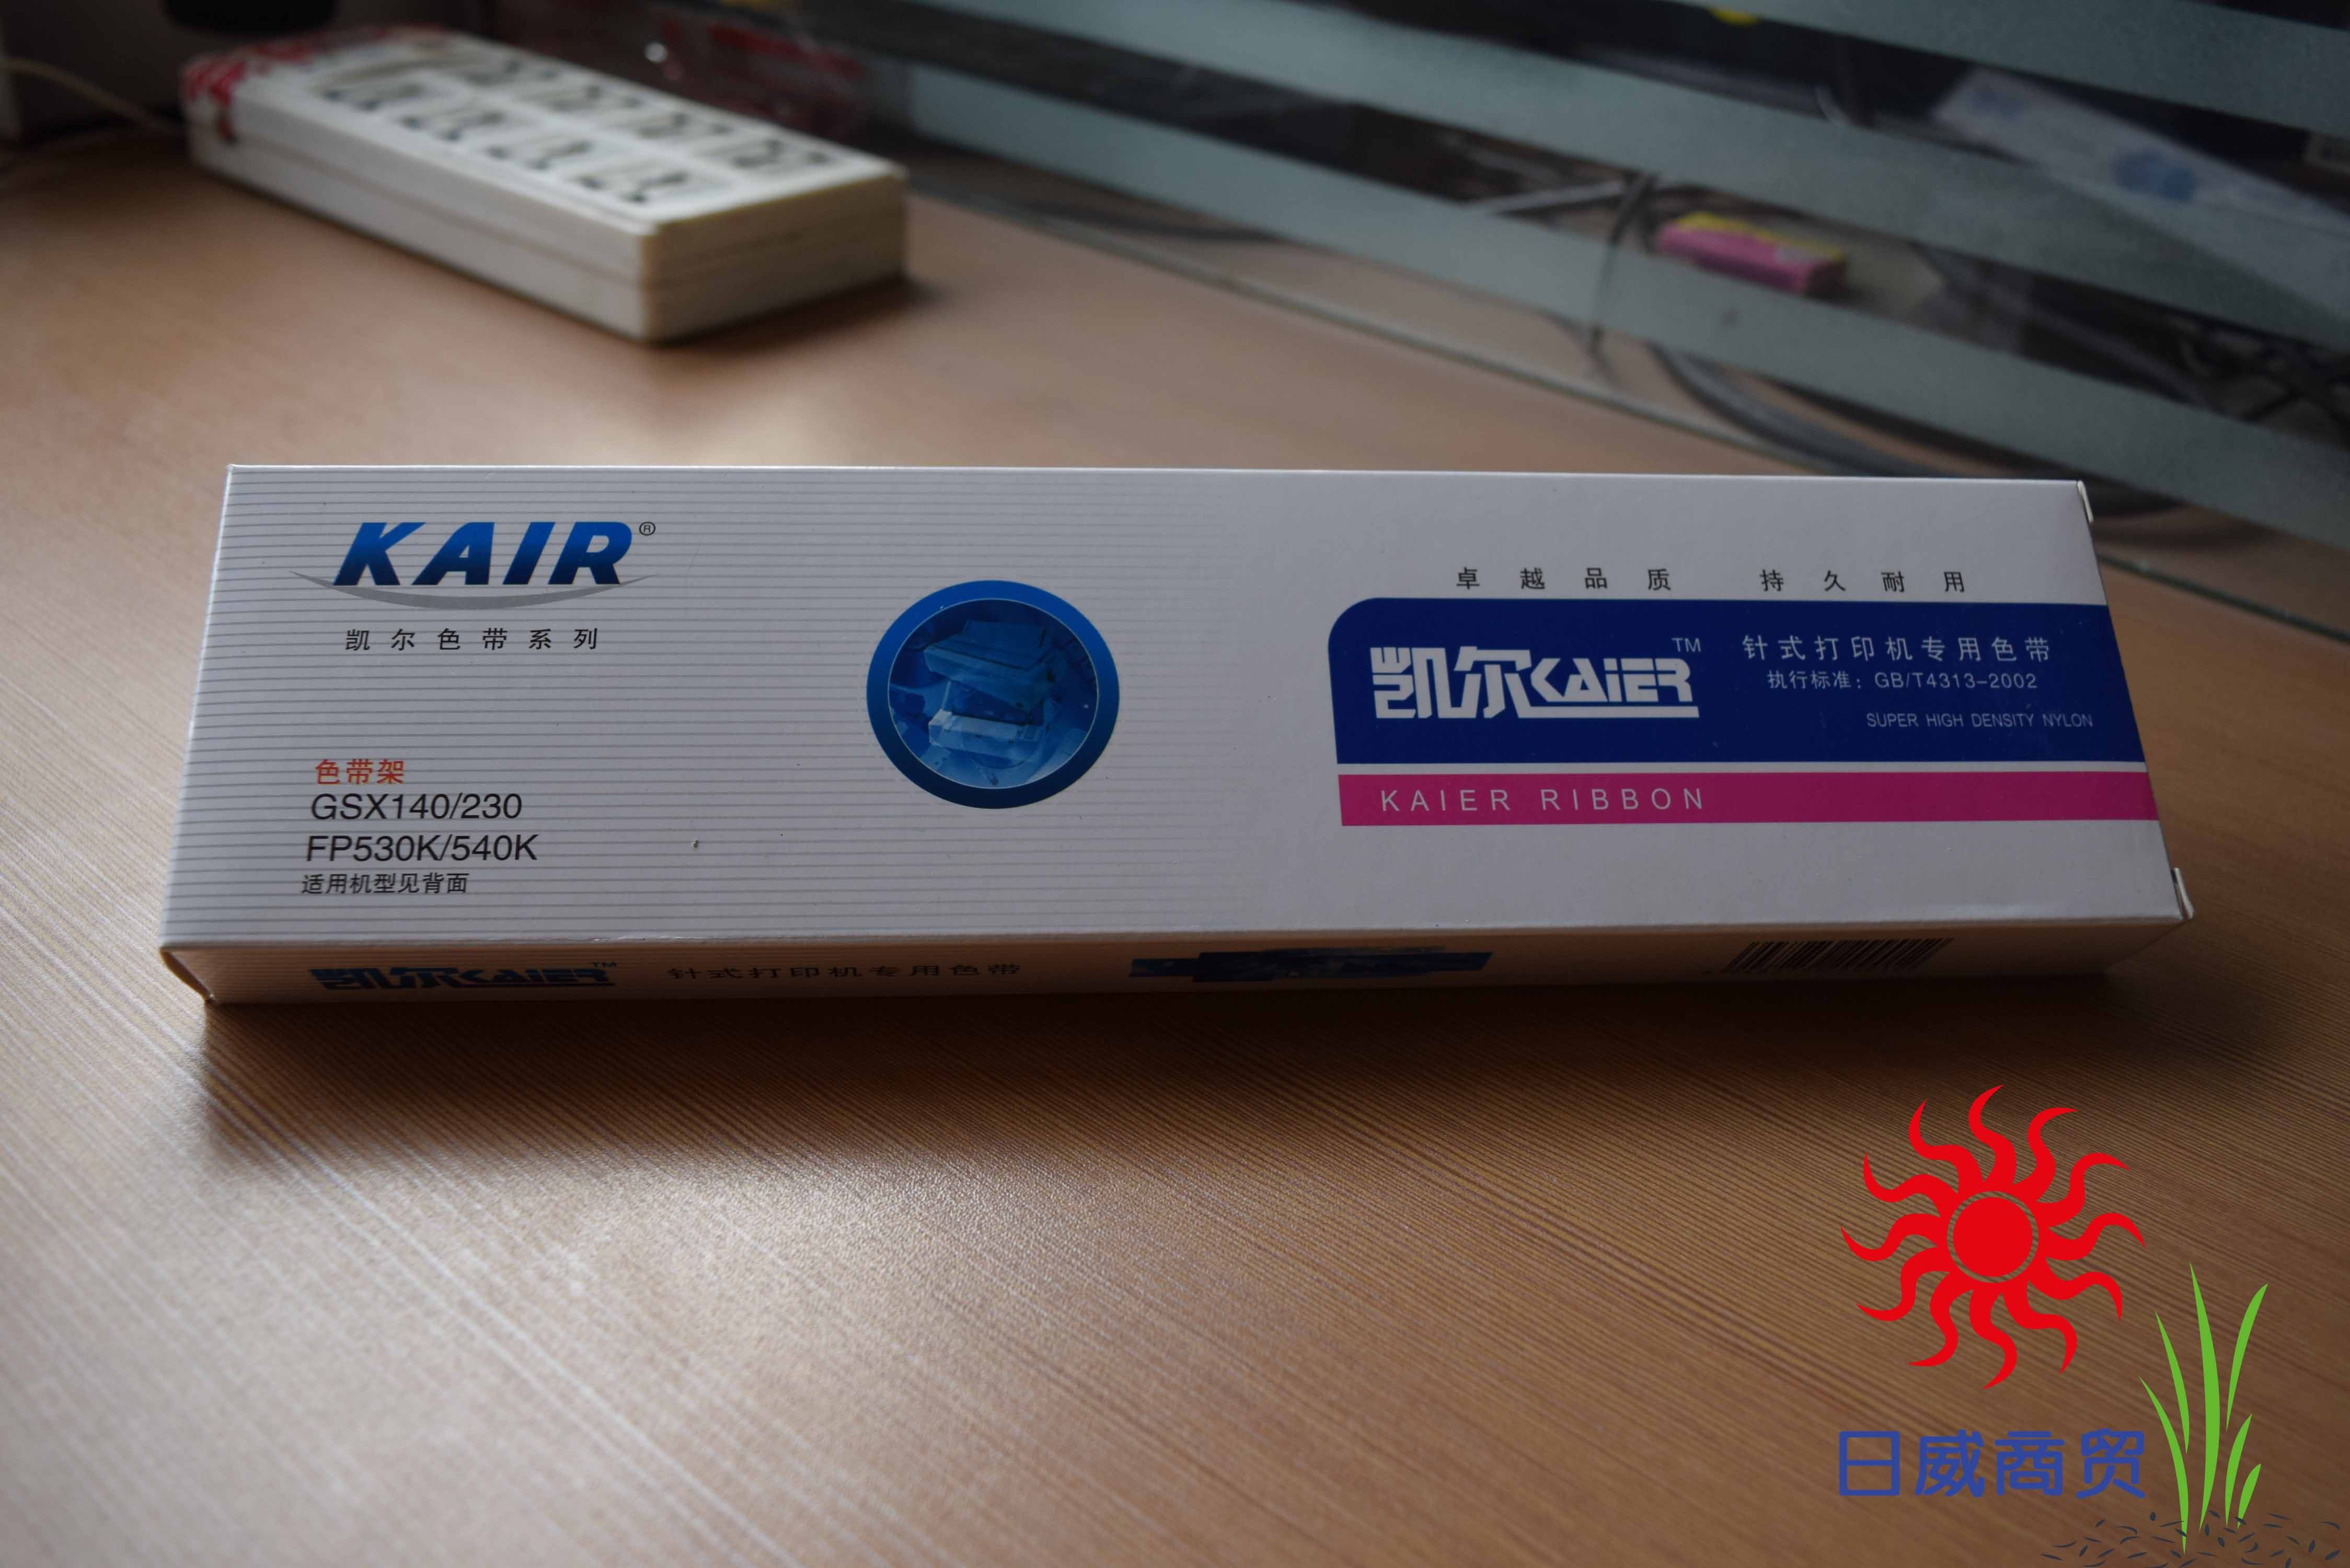 KAIR®
凯尔色带系列
色带架
GSX140/230
FP530K/540K
适用机型见背面
卓越品质 持久耐用
凯尔KAiER™
针式打印机专用色带
执行标准：GB/T4313-2002
SUPER HIGH DENSITY NYLON
KAIER RIBBON
凯尔KAiER™ 针式打印机专用色带
日威商贸